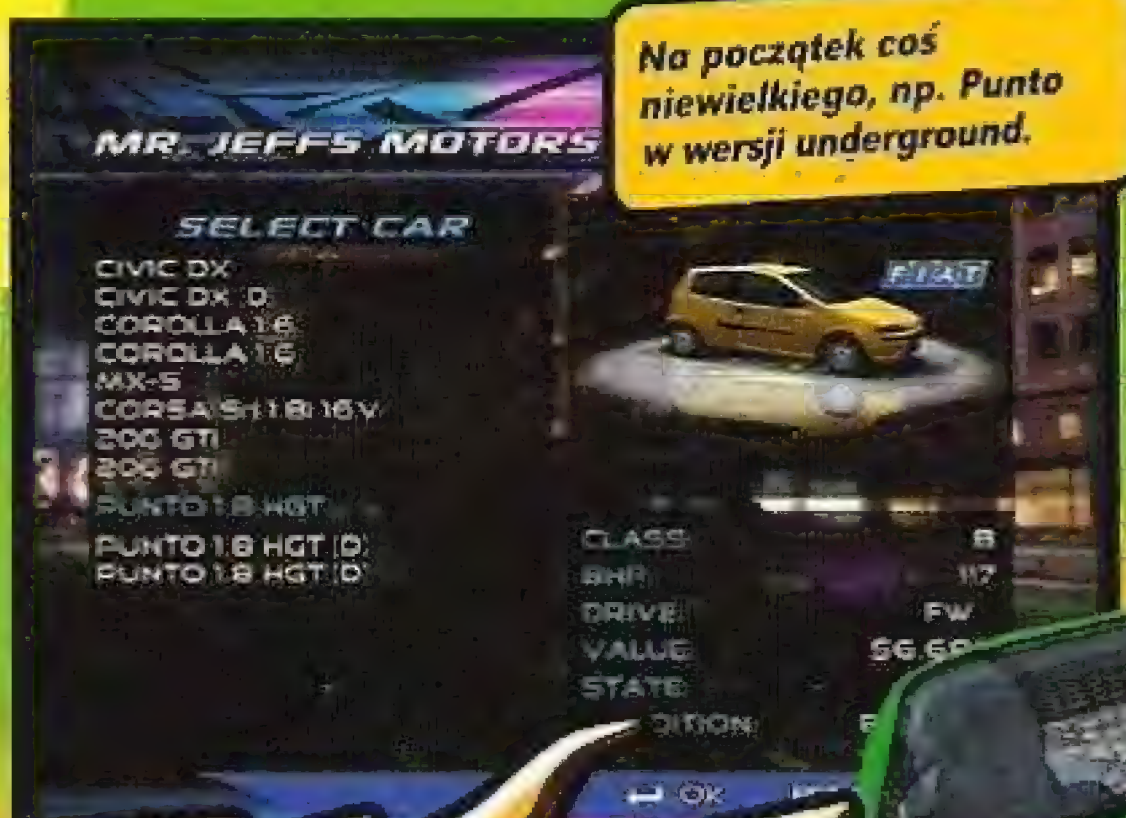 Na początek coś
niewielkiego, np. Punto
w wersji underground.
MR. JEFFS MOTORS
SELECT CAR
CIVIC DX
CIVIC DX D
COROLLA 1.6
COROLLA 1.6
MX-5
CORSA SH 1.8i 16V
206 GTI
206 GTI
PUNTO 1.8 HGT
PUNTO 1.8 HGT (D)
PUNTO 1.8 HGT (D)
FIAT
CLASS: B
BHP: 117
DRIVE: FW
VALUE:
STATE:
OK